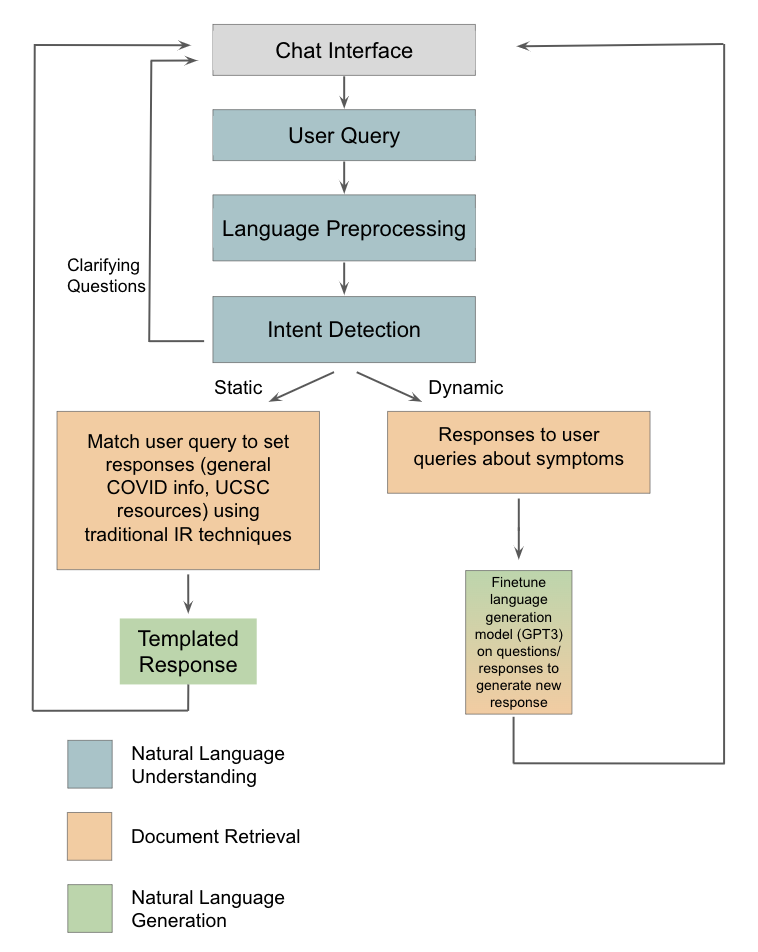 Chat Interface
User Query
Language Preprocessing
Clarifying
Questions
Intent Detection
Static
Dynamic
Match user query to set
responses (general
COVID info, UCSC
resources) using
traditional IR techniques
Responses to user
queries about symptoms
Templated
Response
Finetune
language
generation
model (GPT3)
on questions/
responses to
generate new
response
Natural Language
Understanding
Document Retrieval
Natural Language
Generation